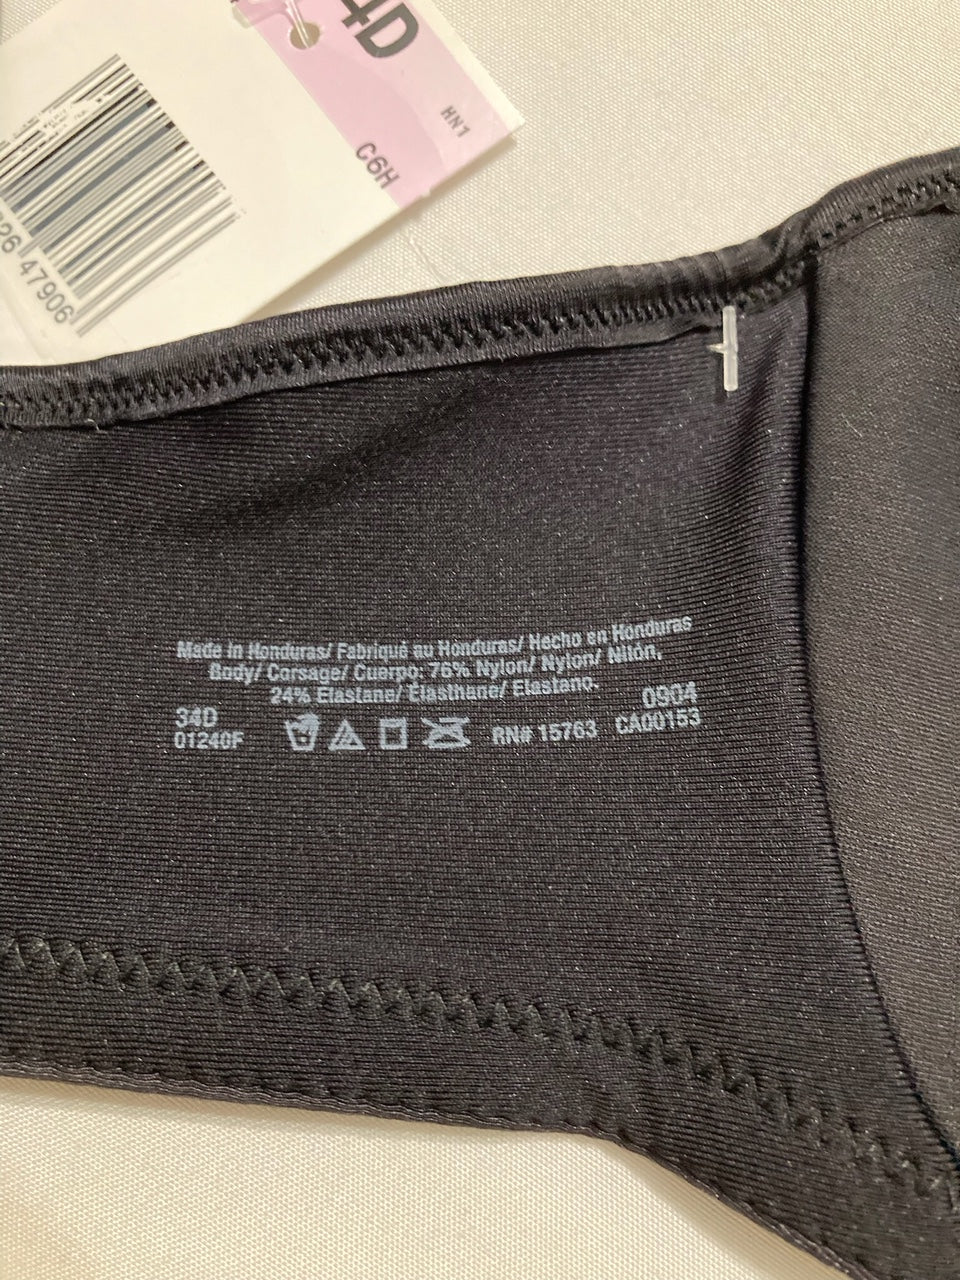 4D
HN1
C6H
26 47906
Made in Honduras/ Fabriqué au Honduras/ Hecho en Honduras
Body/ Corsage/ Cuerpo: 76% Nylon/ Nylon/ Nilón,
24% Elastane/ Élasthane/ Elastano.
0904
34D
01240F RN# 15763 CA00153